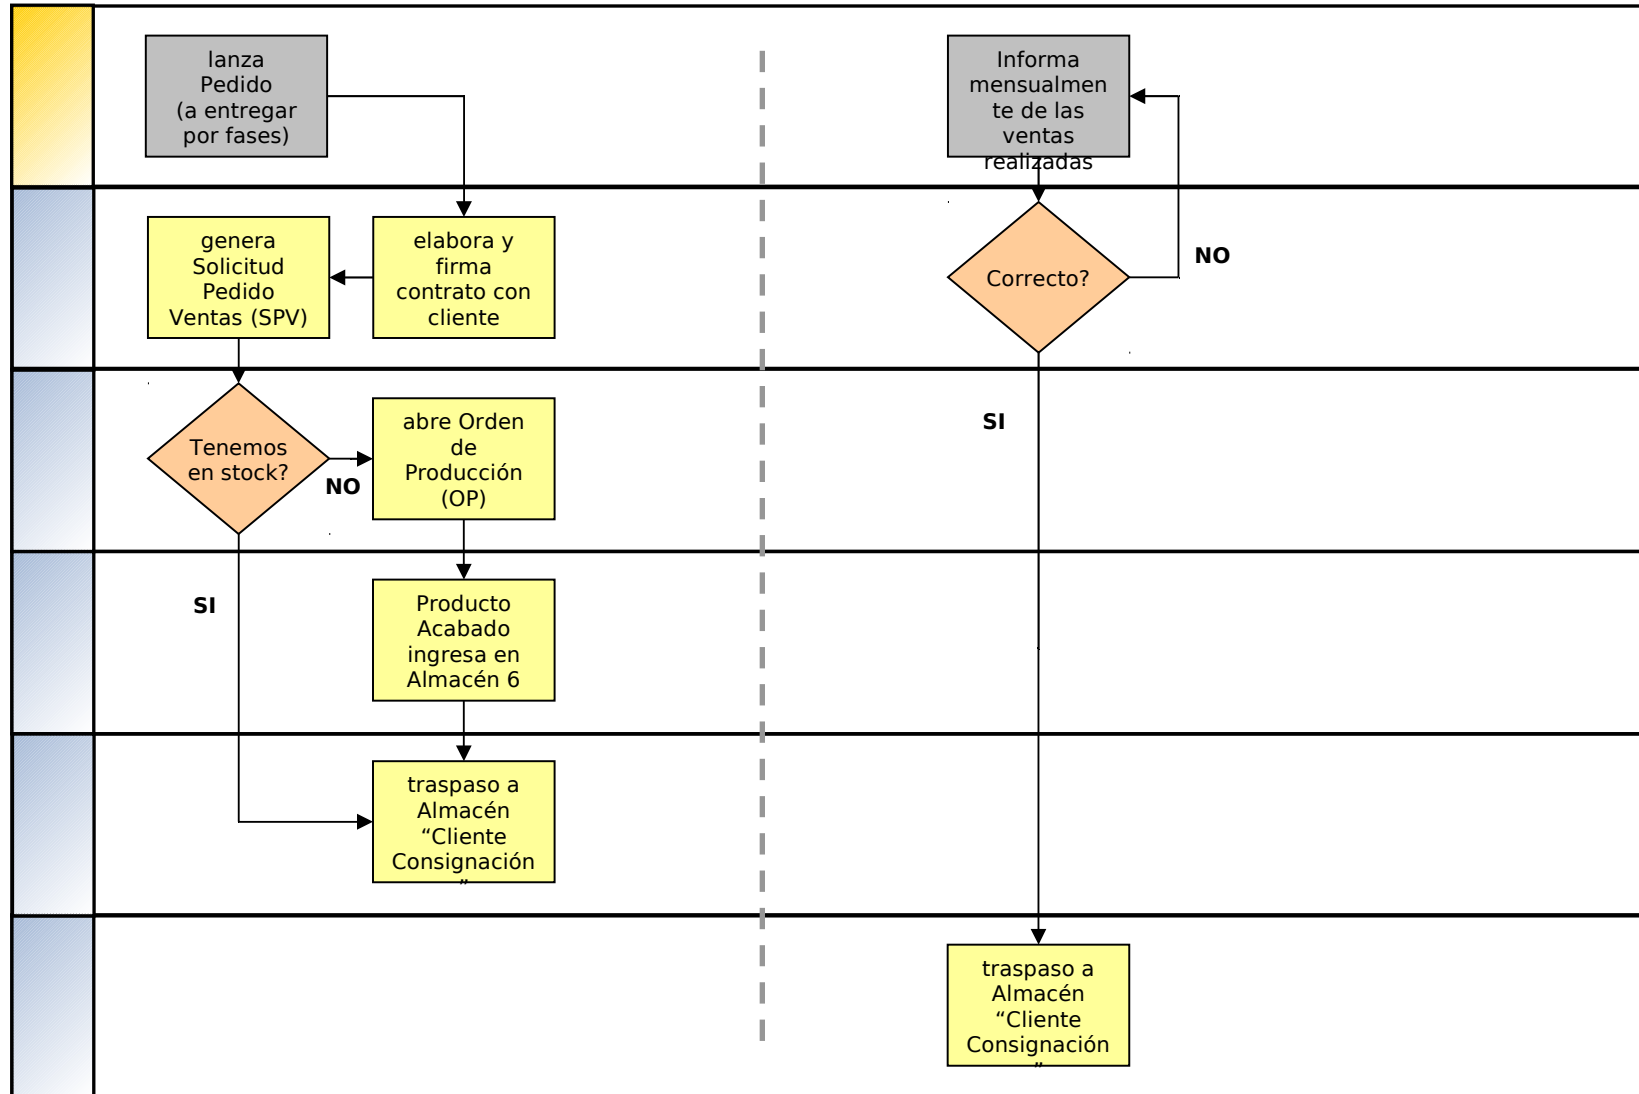 lanza
Pedido
(a entregar
por fases)
Informa
mensualmen
te de las
ventas
realizadas
genera
Solicitud
Pedido
Ventas (SPV)
elabora y
firma
contrato con
cliente
Correcto?
NO
Tenemos
en stock?
NO
abre Orden
de
Producción
(OP)
SI
SI
Producto
Acabado
ingresa en
Almacén 6
traspaso a
Almacén
“Cliente
Consignación
”
traspaso a
Almacén
“Cliente
Consignación
”